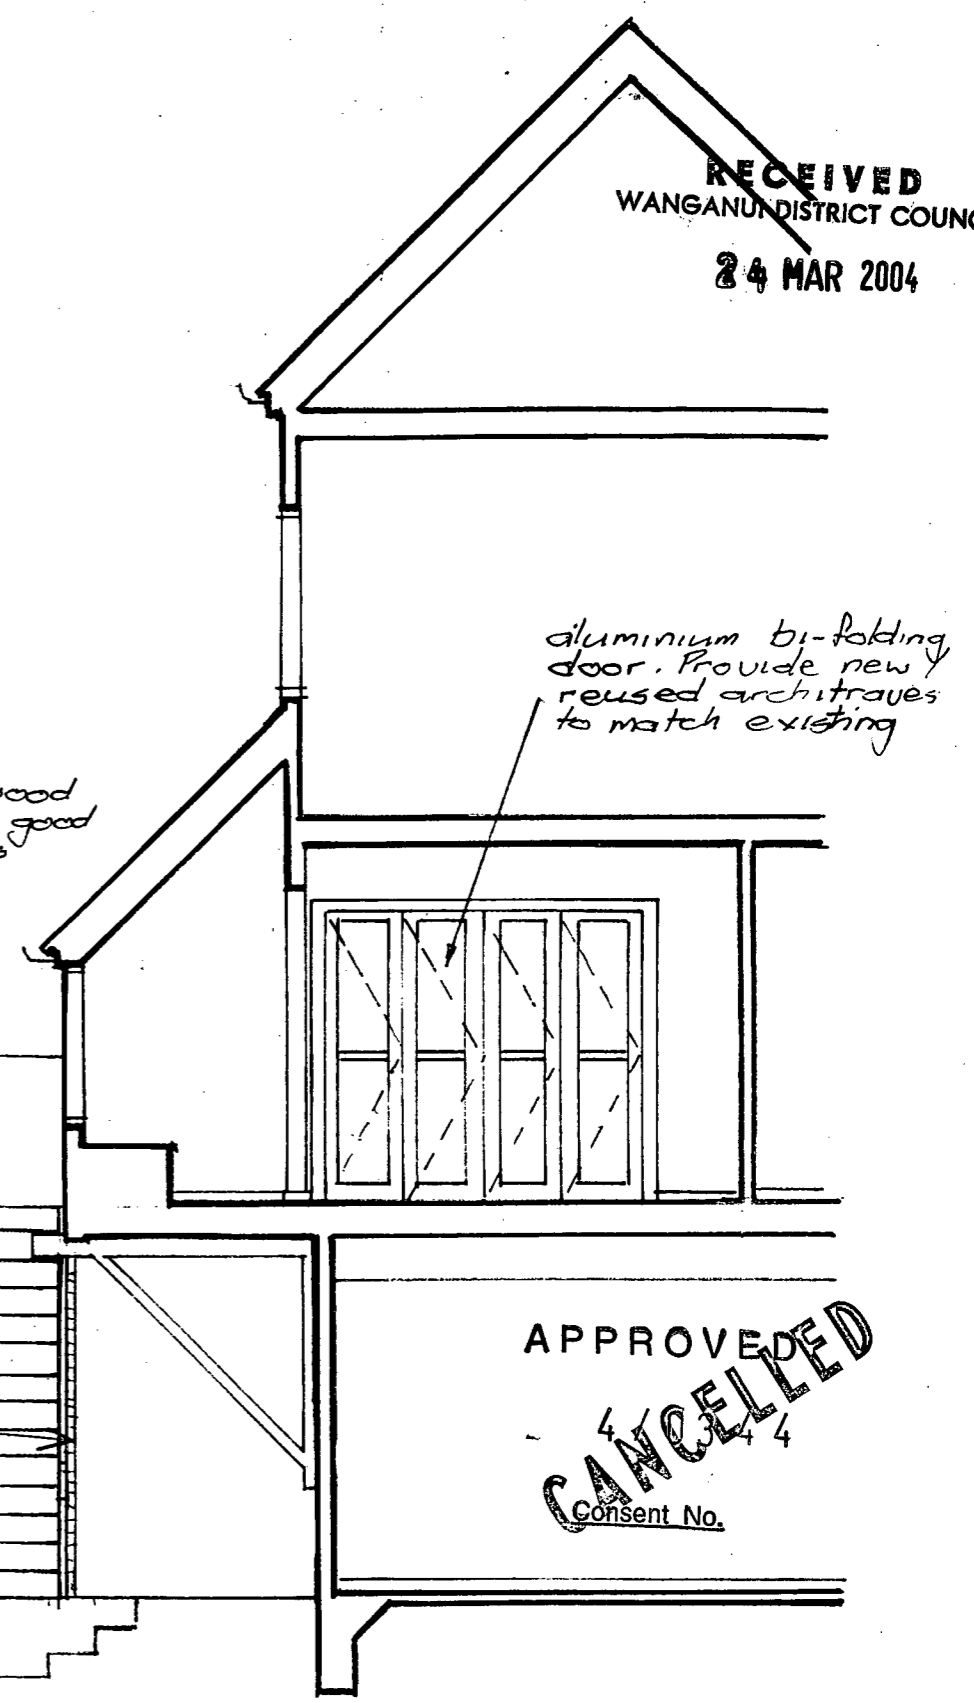 RECEIVED
WANGANUI DISTRICT COUNC
24 MAR 2004
aluminium bi-folding
door. Provide new/
reused architraves
to match existing
good
APPROVED
CANCELLED
Consent No.